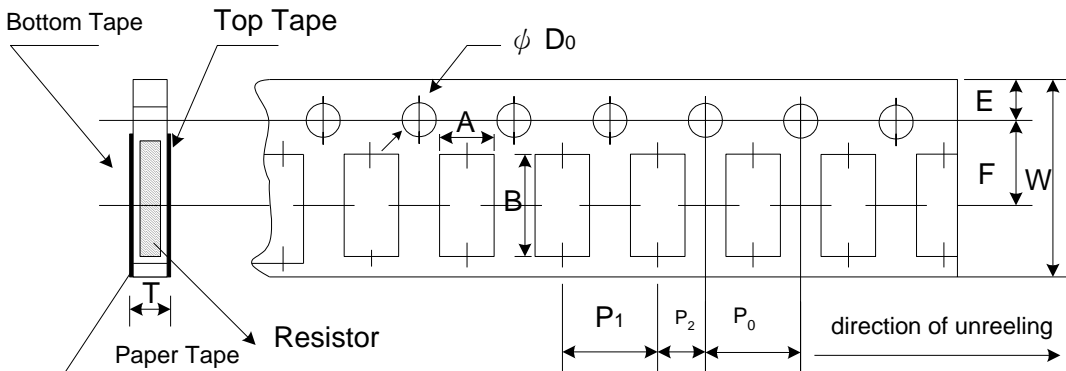 Bottom Tape
Top Tape
ψ D0
A
B
E
F
W
T
Resistor
Paper Tape
P1
P2
P0
direction of unreeling